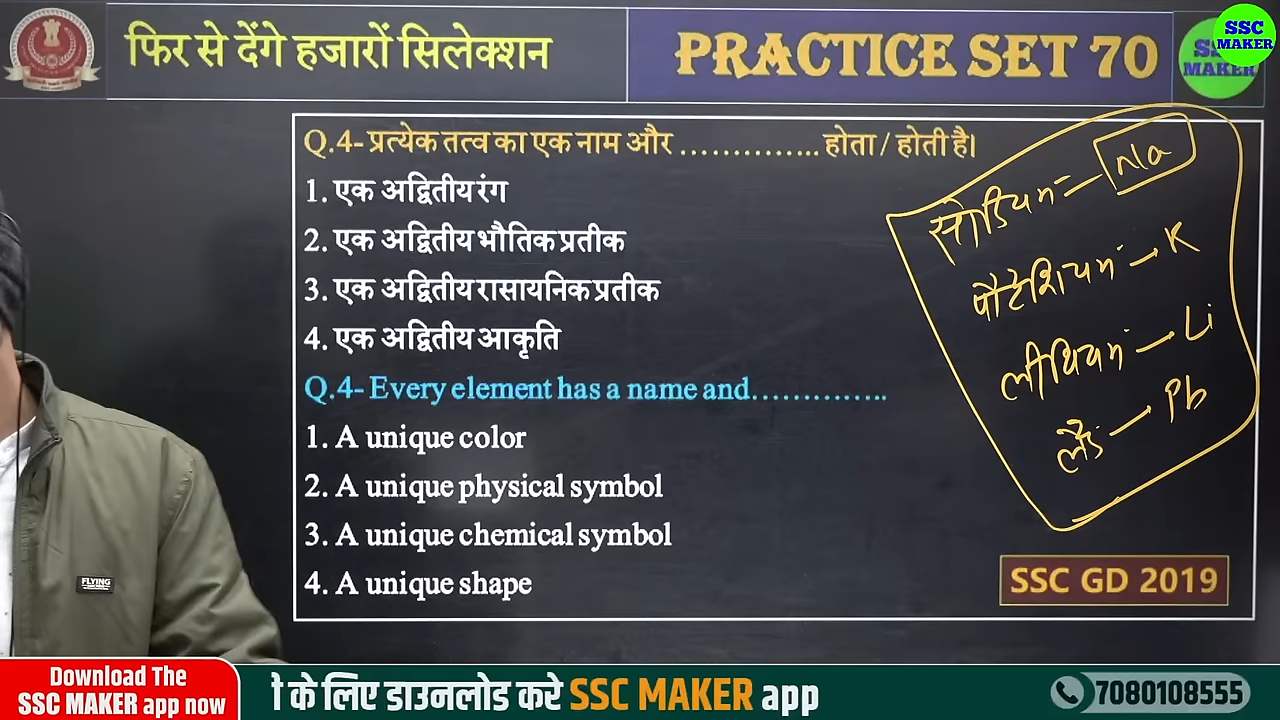 फिर से देंगे हजारों सिलेक्शन
PRACTICE SET 70
SSC
MAKER
MAKER
Q.4- प्रत्येक तत्व का एक नाम और ………….. होता / होती है।
1. एक अद्वितीय रंग
2. एक अद्वितीय भौतिक प्रतीक
3. एक अद्वितीय रासायनिक प्रतीक
4. एक अद्वितीय आकृति
Q.4- Every element has a name and…………..
1. A unique color
2. A unique physical symbol
3. A unique chemical symbol
4. A unique shape
सोडियम — Na
पोटेशियम — K
लीथियम — Li
लैड — Pb
SSC GD 2019
FLYING
Download The
SSC MAKER app now
के लिए डाउनलोड करे SSC MAKER app
7080108555